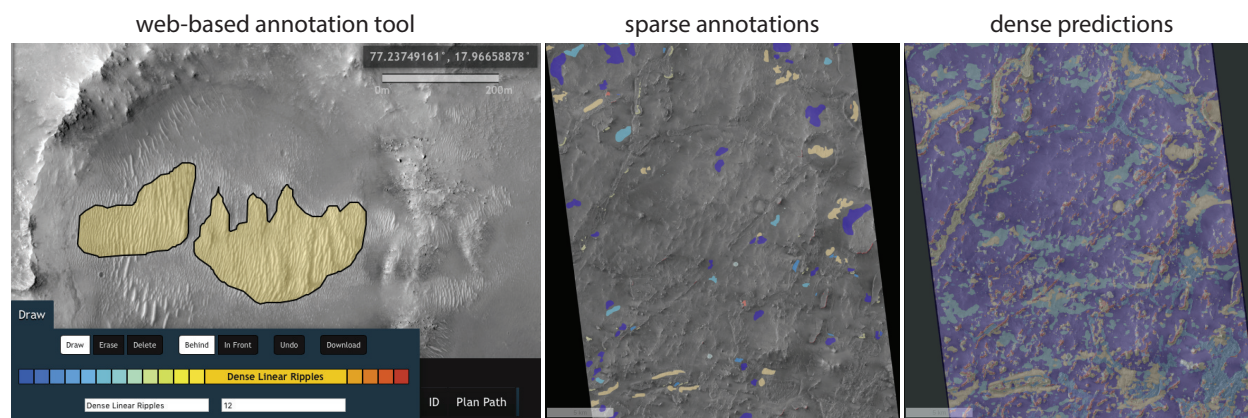 web-based annotation tool
sparse annotations
dense predictions
77.23749161°, 17.96658878°
0m
200m
Draw
Draw
Erase
Delete
Behind
In Front
Undo
Download
Dense Linear Ripples
Dense Linear Ripples
12
ID
Plan Path